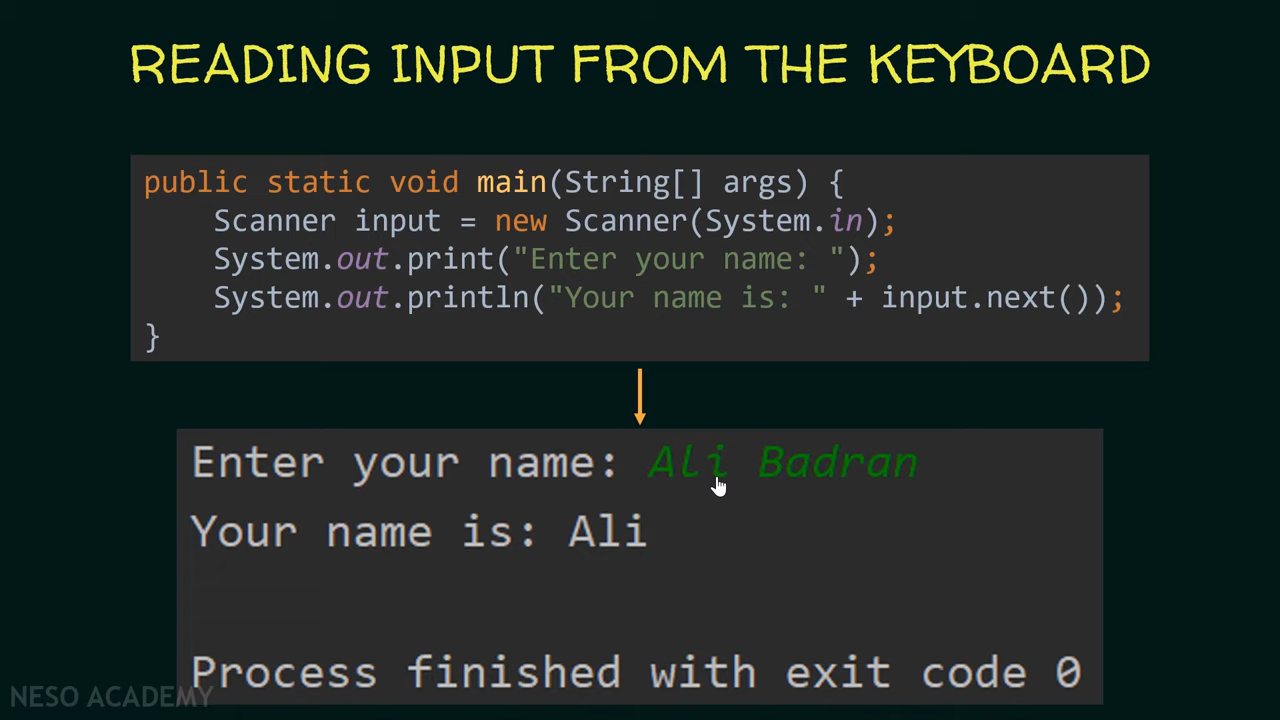 READING INPUT FROM THE KEYBOARD
public static void main(String[] args) {
    Scanner input = new Scanner(System.in);
    System.out.print("Enter your name: ");
    System.out.println("Your name is: " + input.next());
}
Enter your name: Ali Badran
Your name is: Ali
Process finished with exit code 0
NESO ACADEMY